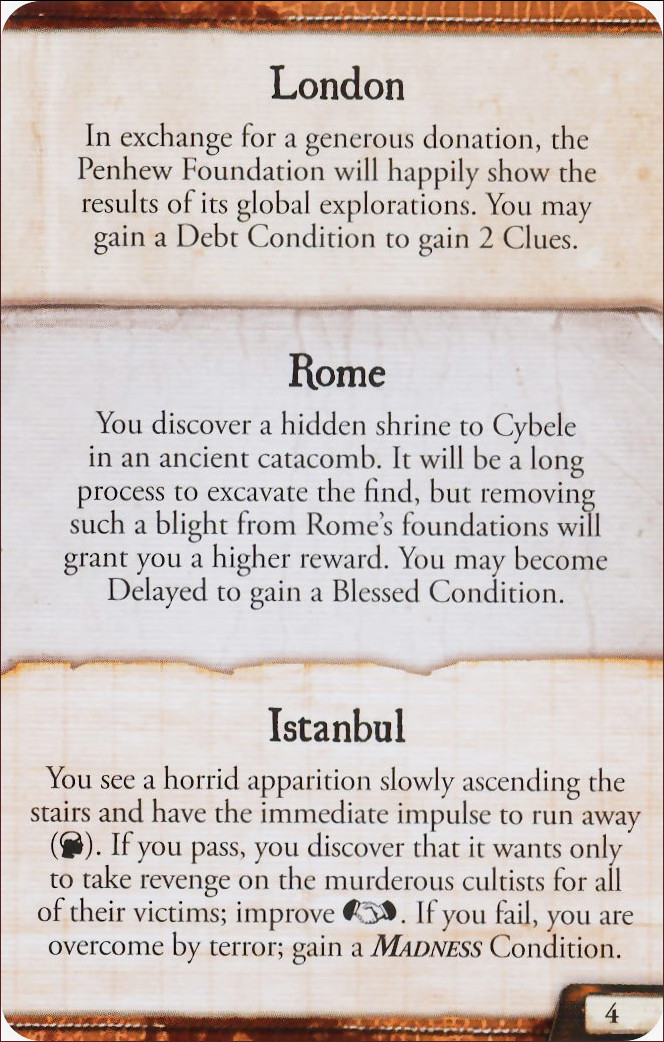 London
In exchange for a generous donation, the
Penhew Foundation will happily show the
results of its global explorations. You may
gain a Debt Condition to gain 2 Clues.
Rome
You discover a hidden shrine to Cybele
in an ancient catacomb. It will be a long
process to excavate the find, but removing
such a blight from Rome's foundations will
grant you a higher reward. You may become
Delayed to gain a Blessed Condition.
Istanbul
You see a horrid apparition slowly ascending the
stairs and have the immediate impulse to run away
( ). If you pass, you discover that it wants only
to take revenge on the murderous cultists for all
of their victims; improve . If you fail, you are
overcome by terror; gain a MADNESS Condition.
4